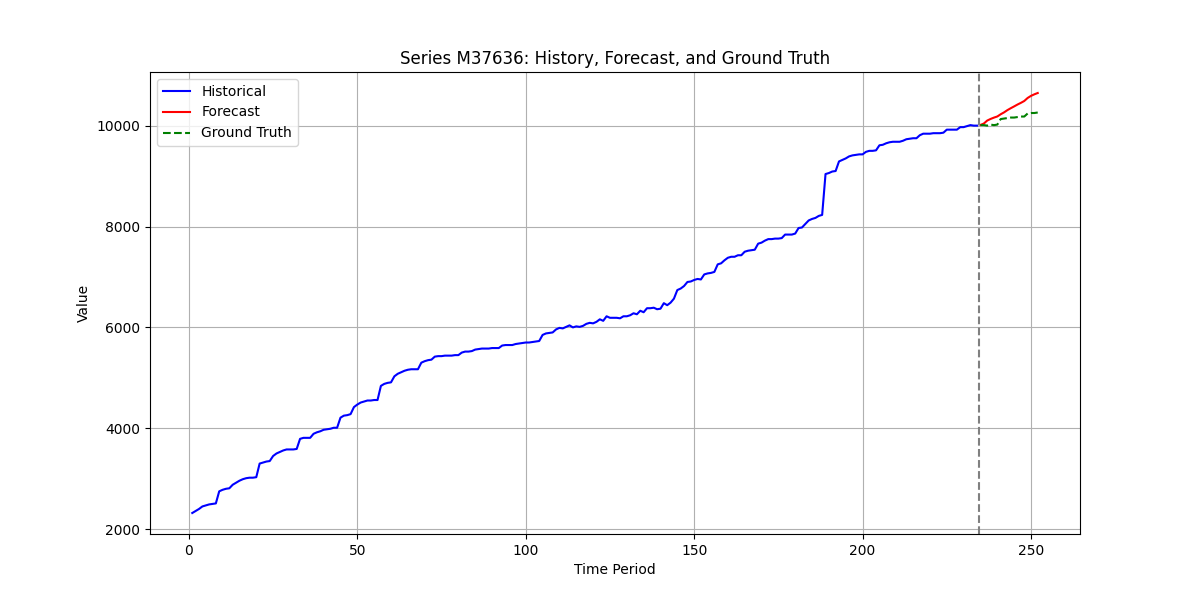 Series M37636: History, Forecast, and Ground Truth
Historical
Forecast
Ground Truth
10000
8000
6000
4000
2000
Value
0 50 100 150 200 250
Time Period